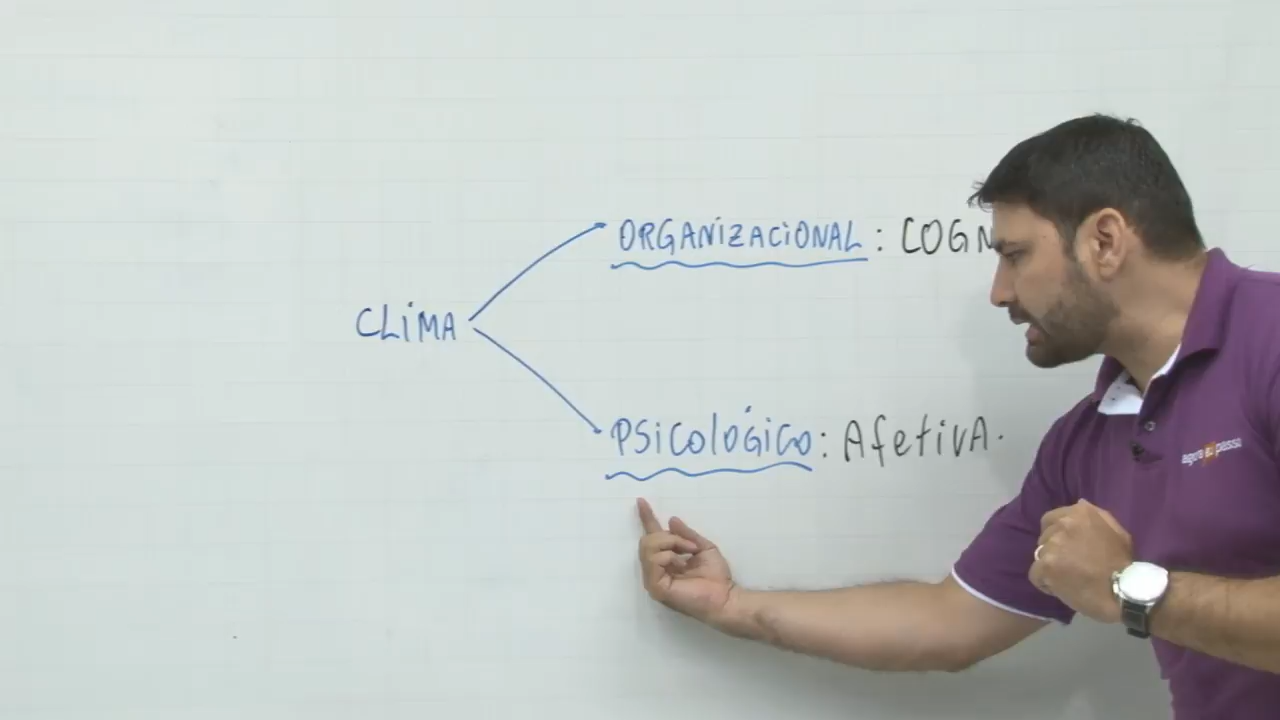 ORGANIZACIONAL : COGN
CLIMA
PSICOLÓGICO : AfetivA.
agora eu passo